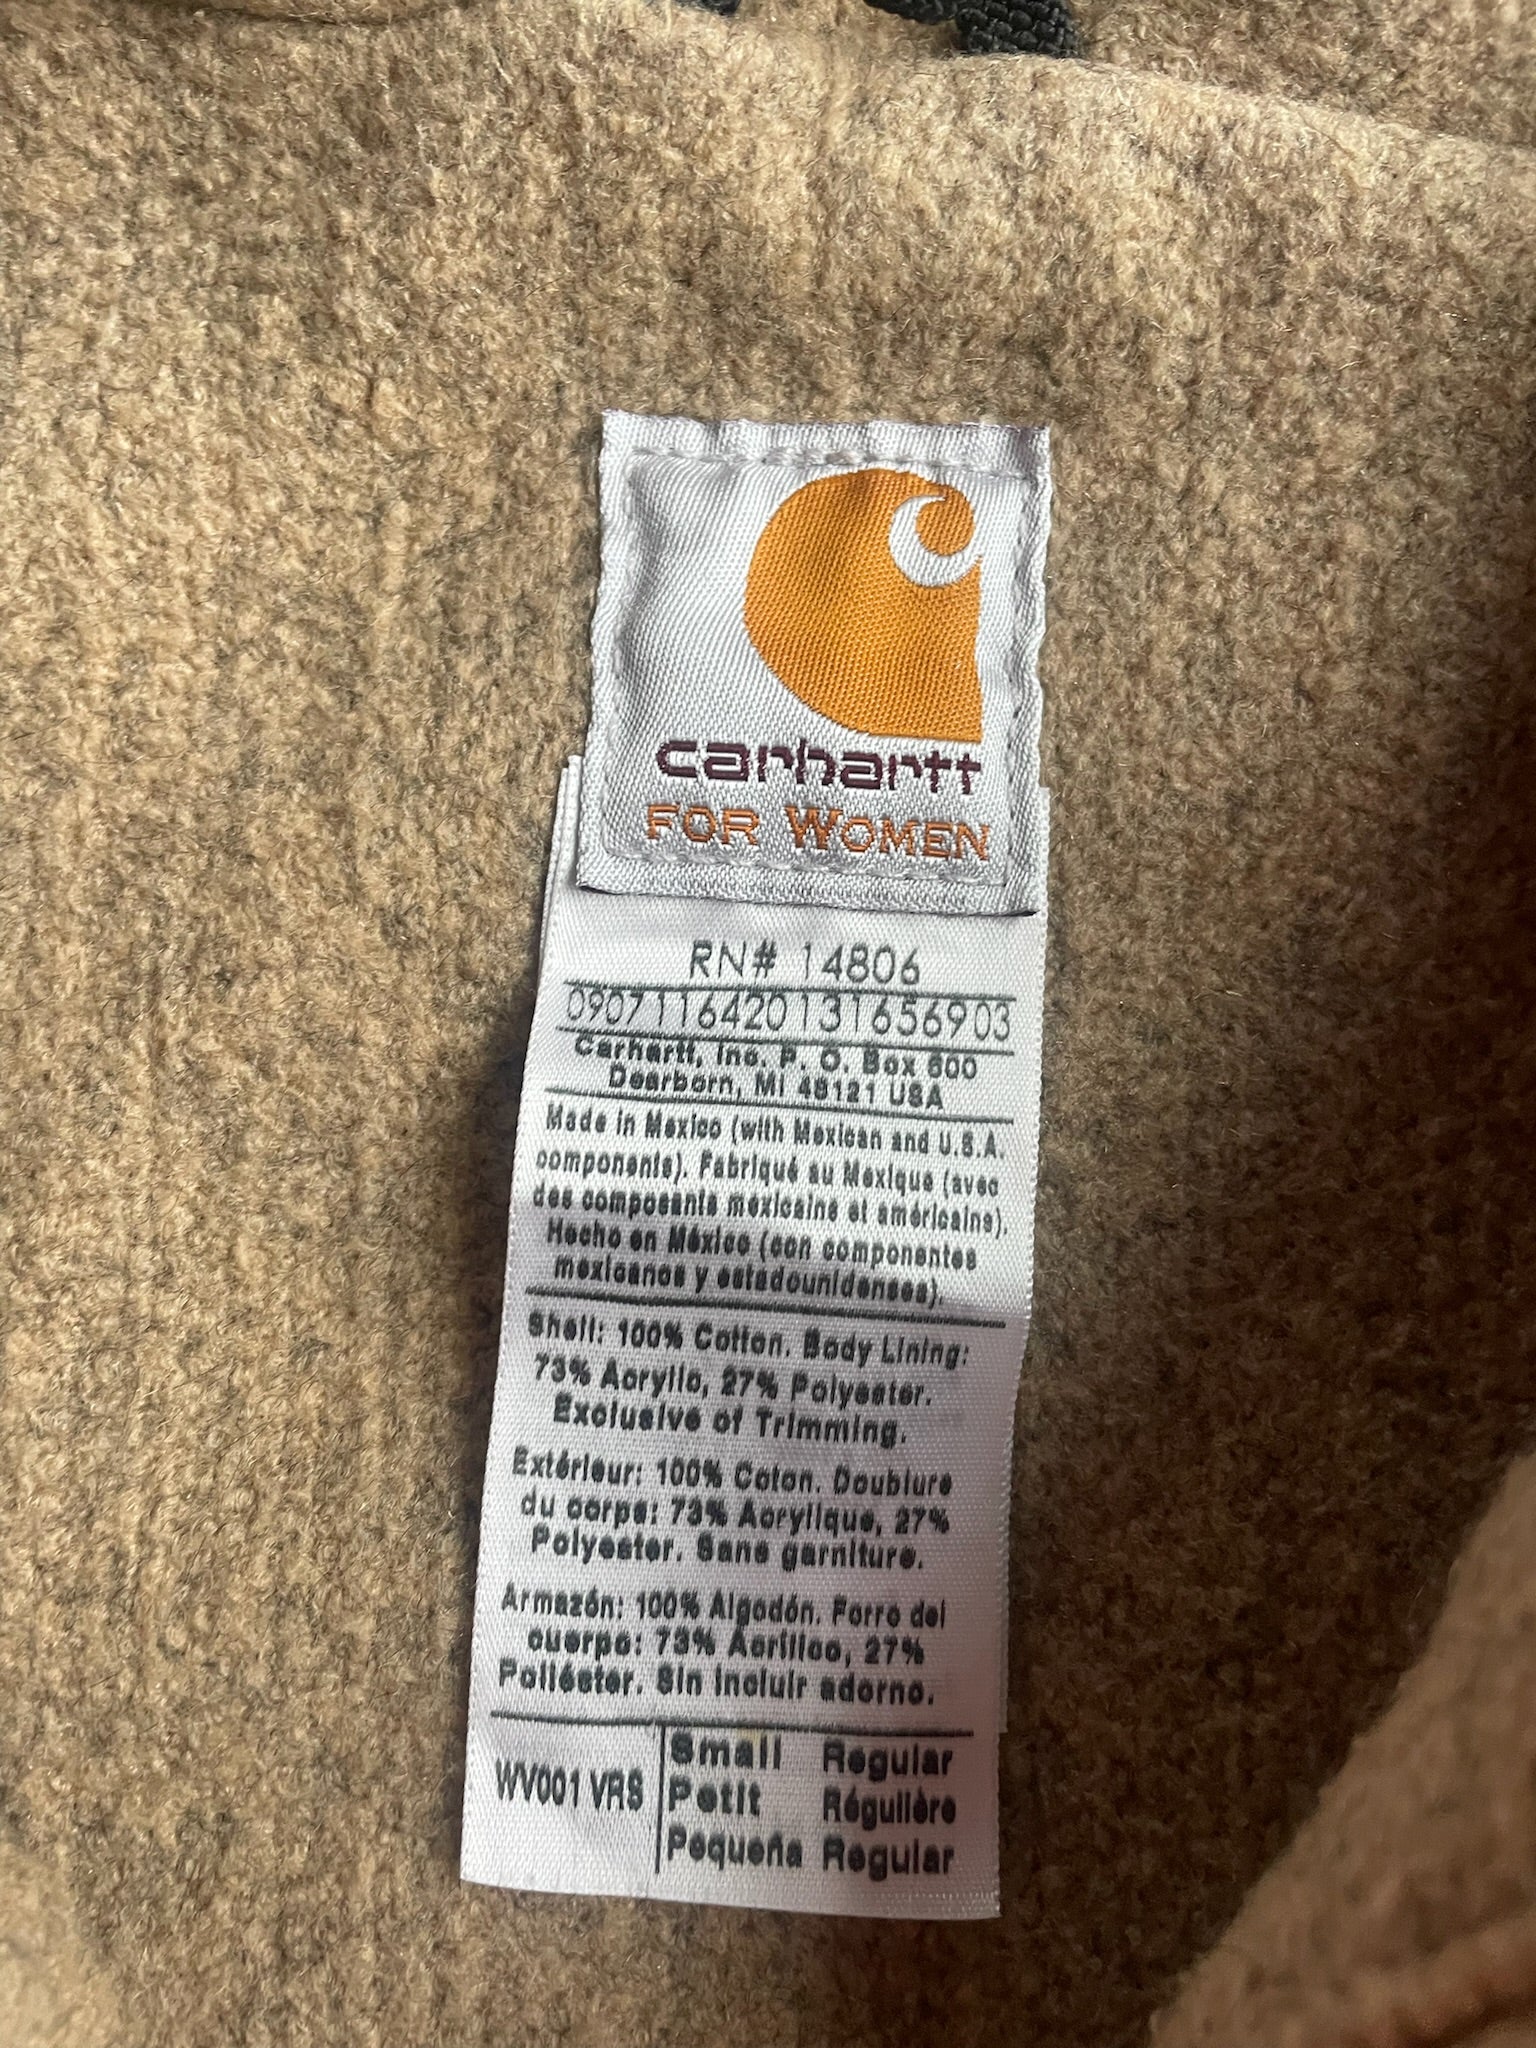 carhartt
FOR WOMEN
RN# 14806
0907116420131656903
Carhartt, Inc. P. O. Box 600
Dearborn, MI 48121 USA
Made in Mexico (with Mexican and U.S.A.
components). Fabriqué au Mexique (avec
des composants mexicains et américains).
Hecho en México (con componentes
mexicanos y estadounidenses).
Shell: 100% Cotton. Body Lining:
73% Acrylic, 27% Polyester.
Exclusive of Trimming.
Extérieur: 100% Coton. Doublure
du corps: 73% Acrylique, 27%
Polyester. Sans garniture.
Armazón: 100% Algodón. Forro del
cuerpo: 73% Acrílico, 27%
Poliéster. Sin incluir adorno.
WV001 VRS
Small Regular
Petit Régulière
Pequeña Regular